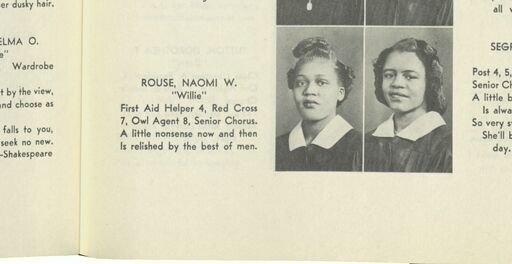 er dusky hair.
ELMA O.
e"
Wardrobe
t by the view,
and choose as
falls to you,
seek no new.
-Shakespeare
ROUSE, NAOMI W.
"Willie"
First Aid Helper 4, Red Cross
7, Owl Agent 8, Senior Chorus.
A little nonsense now and then
Is relished by the best of men.
all v
SEGR
Post 4, 5,
Senior Ch
A little b
Is alwa
So very st
She'll b
day.